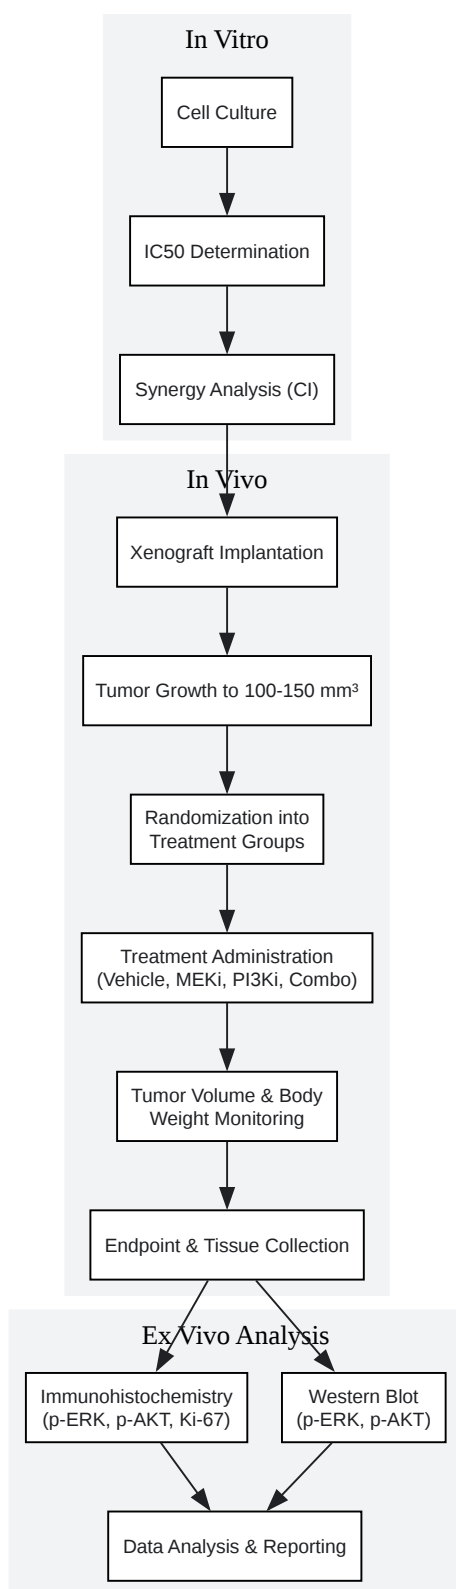 In Vitro
Cell Culture
IC50 Determination
Synergy Analysis (CI)
In Vivo
Xenograft Implantation
Tumor Growth to 100-150 mm³
Randomization into
Treatment Groups
Treatment Administration
(Vehicle, MEKi, PI3Ki, Combo)
Tumor Volume & Body
Weight Monitoring
Endpoint & Tissue Collection
Ex Vivo Analysis
Immunohistochemistry
(p-ERK, p-AKT, Ki-67)
Western Blot
(p-ERK, p-AKT)
Data Analysis & Reporting